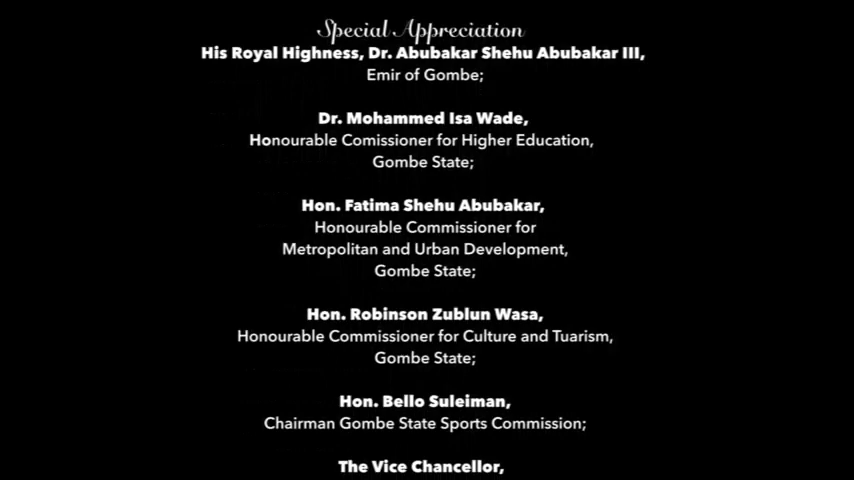 Special Appreciation
His Royal Highness, Dr. Abubakar Shehu Abubakar III,
Emir of Gombe;
Dr. Mohammed Isa Wade,
Honourable Comissioner for Higher Education,
Gombe State;
Hon. Fatima Shehu Abubakar,
Honourable Commissioner for
Metropolitan and Urban Development,
Gombe State;
Hon. Robinson Zublun Wasa,
Honourable Commissioner for Culture and Tuarism,
Gombe State;
Hon. Bello Suleiman,
Chairman Gombe State Sports Commission;
The Vice Chancellor,